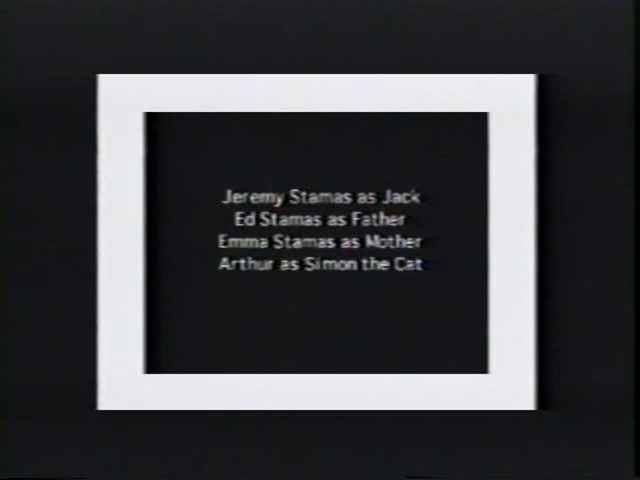 Jeremy Stamas as Jack
Ed Stamas as Father
Emma Stamas as Mother
Arthur as Simon the Cat